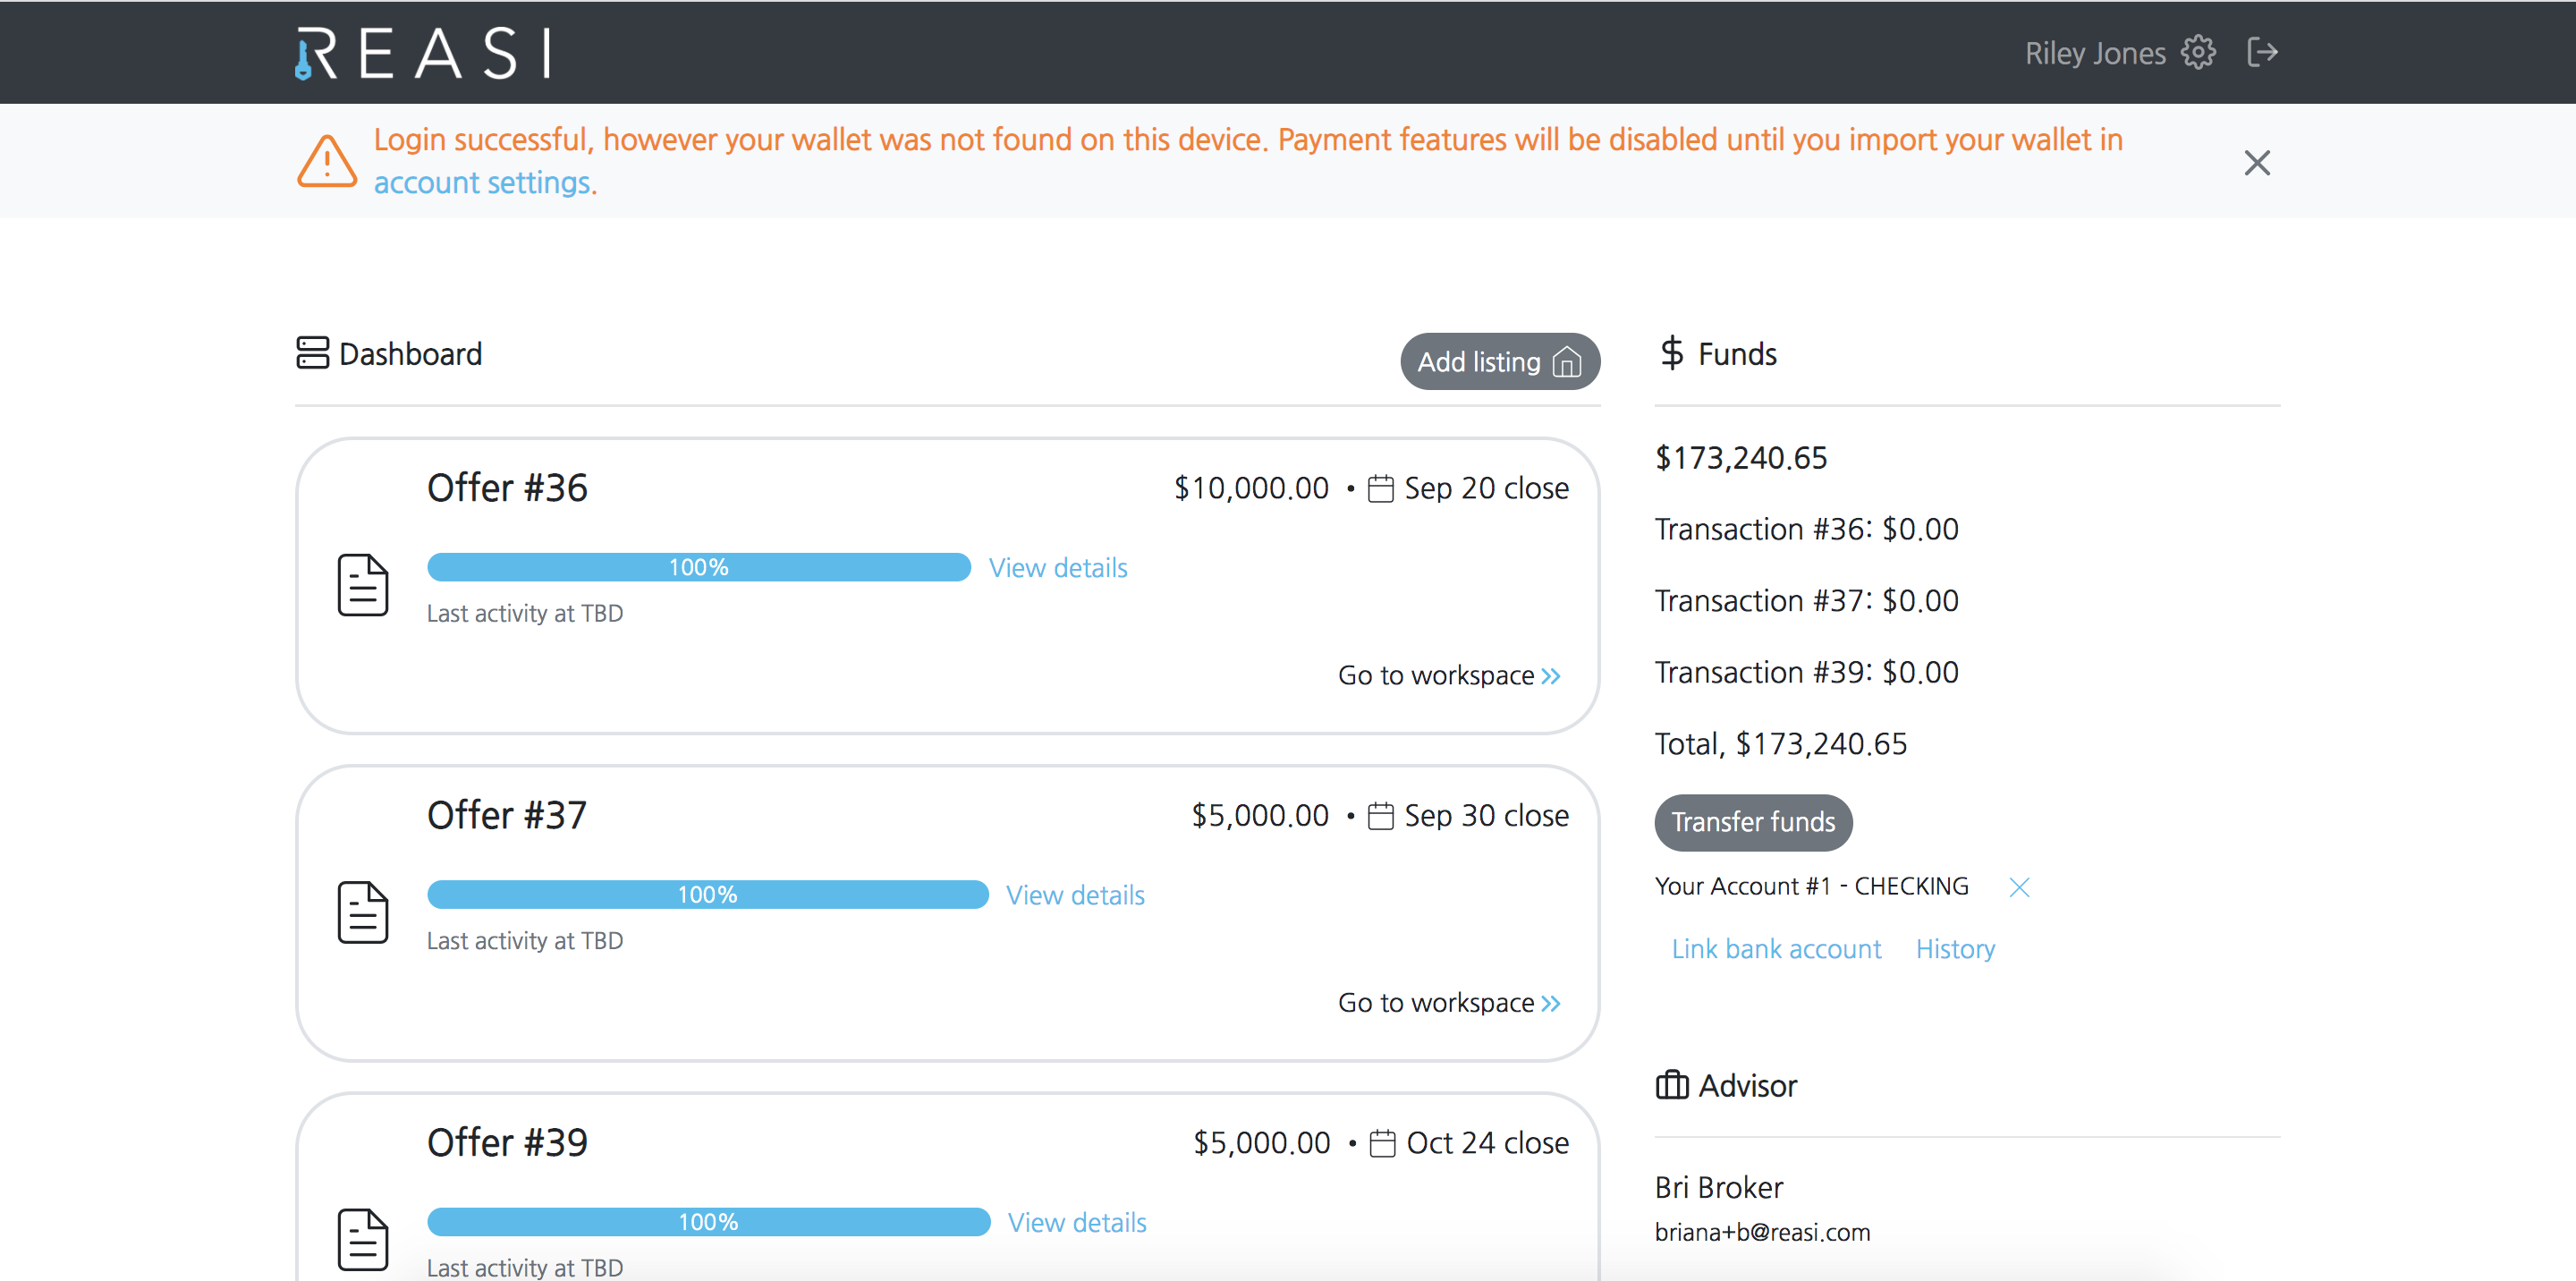 REASI
Riley Jones
Login successful, however your wallet was not found on this device. Payment features will be disabled until you import your wallet in
account settings.
Dashboard
Add listing
Offer #36
$10,000.00 • Sep 20 close
100%
View details
Last activity at TBD
Go to workspace
Offer #37
$5,000.00 • Sep 30 close
100%
View details
Last activity at TBD
Go to workspace
Offer #39
$5,000.00 • Oct 24 close
100%
View details
Last activity at TBD
Funds
$173,240.65
Transaction #36: $0.00
Transaction #37: $0.00
Transaction #39: $0.00
Total, $173,240.65
Transfer funds
Your Account #1 - CHECKING
Link bank account History
Advisor
Bri Broker
briana+b@reasi.com